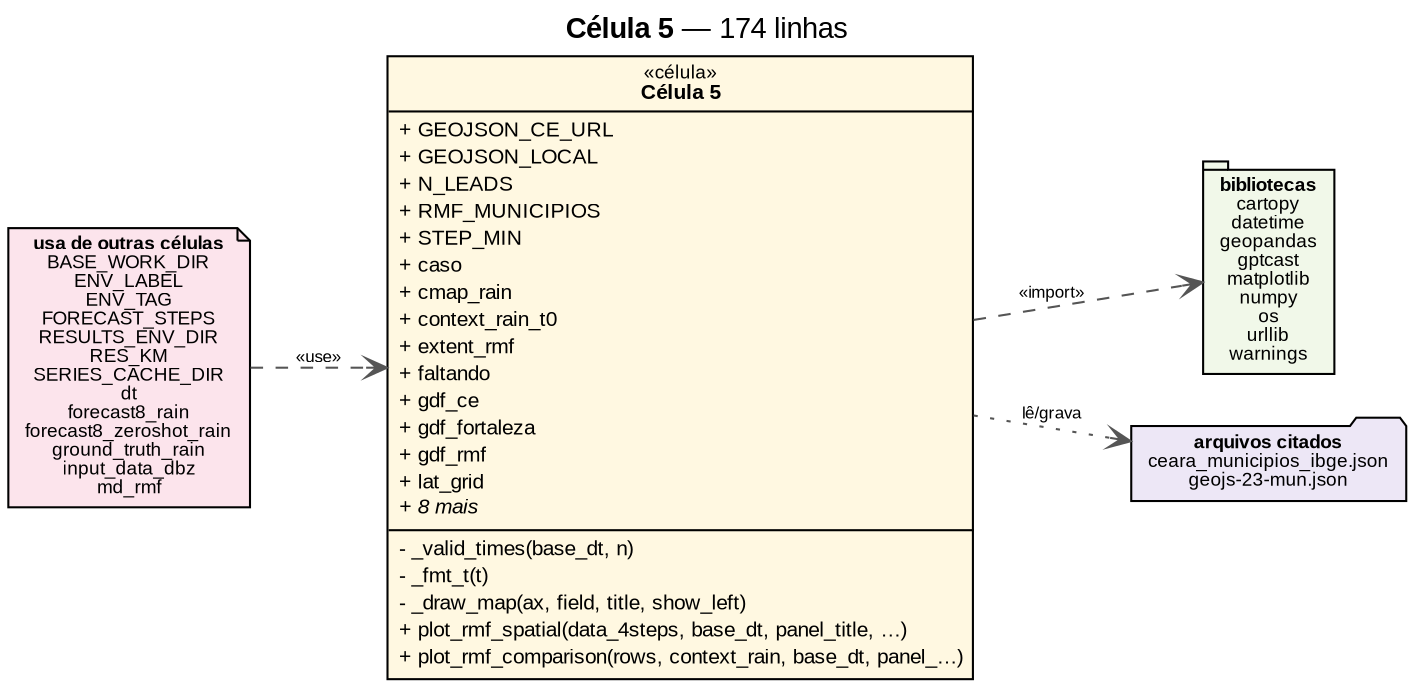 Célula 5 — 174 linhas
«célula»
Célula 5
+ GEOJSON_CE_URL
+ GEOJSON_LOCAL
+ N_LEADS
+ RMF_MUNICIPIOS
+ STEP_MIN
+ caso
+ cmap_rain
+ context_rain_t0
+ extent_rmf
+ faltando
+ gdf_ce
+ gdf_fortaleza
+ gdf_rmf
+ lat_grid
+ 8 mais
- _valid_times(base_dt, n)
- _fmt_t(t)
- _draw_map(ax, field, title, show_left)
+ plot_rmf_spatial(data_4steps, base_dt, panel_title, …)
+ plot_rmf_comparison(rows, context_rain, base_dt, panel_…)
usa de outras células
BASE_WORK_DIR
ENV_LABEL
ENV_TAG
FORECAST_STEPS
RESULTS_ENV_DIR
RES_KM
SERIES_CACHE_DIR
dt
forecast8_rain
forecast8_zeroshot_rain
ground_truth_rain
input_data_dbz
md_rmf
«use»
«import»
lê/grava
bibliotecas
cartopy
datetime
geopandas
gptcast
matplotlib
numpy
os
urllib
warnings
arquivos citados
ceara_municipios_ibge.json
geojs-23-mun.json